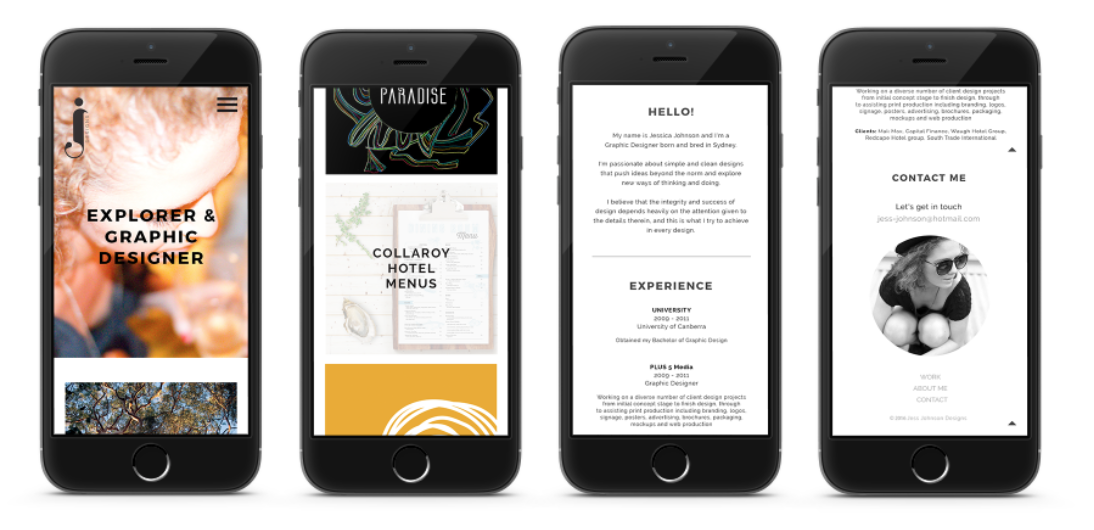 EXPLORER &
GRAPHIC
DESIGNER
PARADISE
COLLAROY
HOTEL
MENUS
Menu
HELLO!
My name is Jessica Johnson and I'm a
Graphic Designer born and bred in Sydney.
I'm passionate about simple and clean designs
that push ideas beyond the norm and explore
new ways of thinking and doing.
I believe that the integrity and success of
design depends heavily on the attention given to
the details therein, and this is what I try to achieve
in every design.
EXPERIENCE
UNIVERSITY
2009 - 2011
University of Canberra
Obtained my Bachelor of Graphic Design
PLUS 5 Media
2009 - 2011
Graphic Designer
Working on a diverse number of client design projects
from initial concept stage to finish design, through
to assisting print production including branding, logos,
signage, posters, advertising, brochures, packaging,
mockups and web production
Working on a diverse number of client design projects
from initial concept stage to finish design, through
to assisting print production including branding, logos,
signage, posters, advertising, brochures, packaging,
mockups and web production
Clients: Mali Mae, Capital Finance, Waugh Hotel Group,
Redcape Hotel group, South Trade International.
CONTACT ME
Let's get in touch
jess-johnson@hotmail.com
WORK
ABOUT ME
CONTACT
© 2016 Jess Johnson Designs